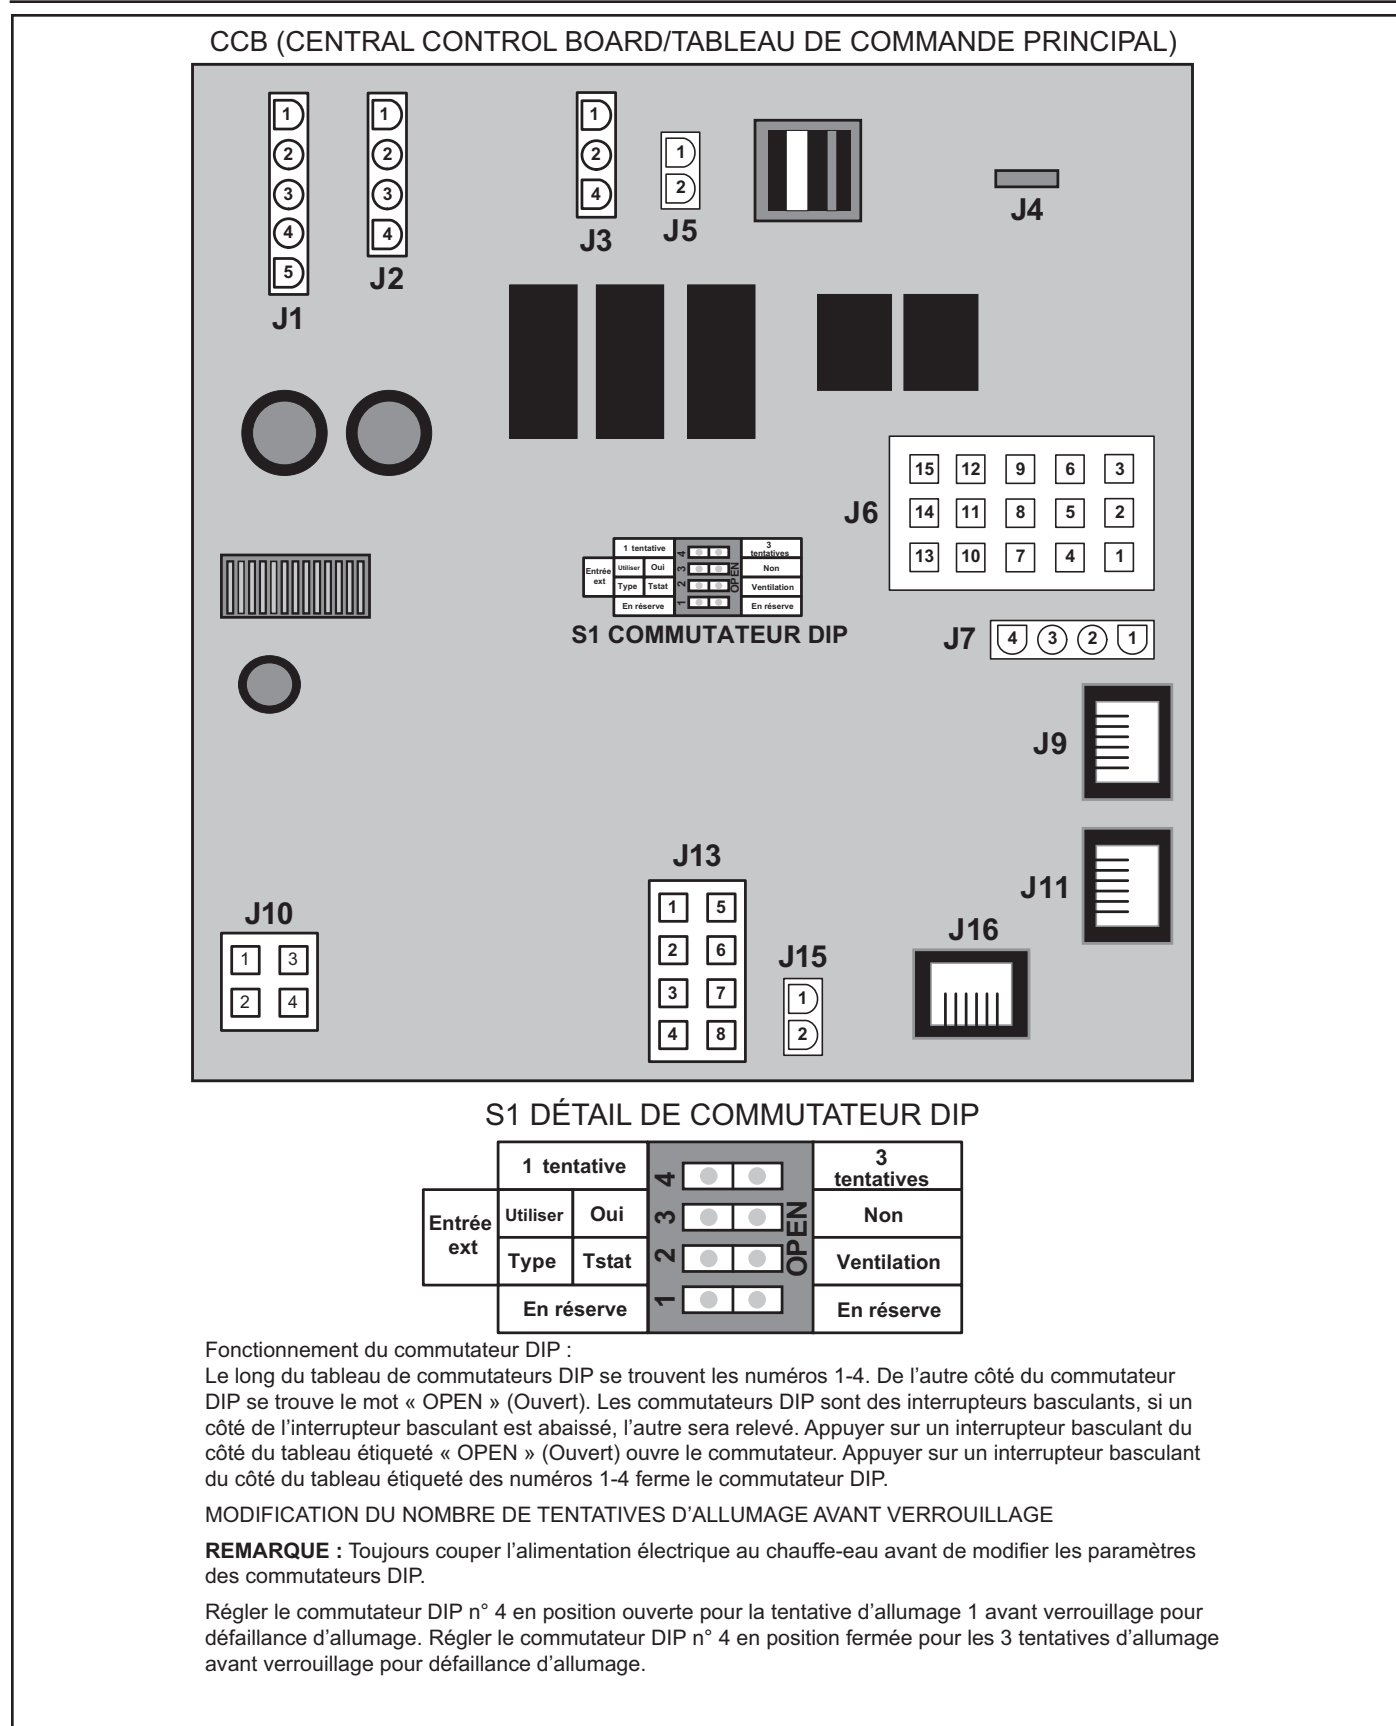 CCB (CENTRAL CONTROL BOARD/TABLEAU DE COMMANDE PRINCIPAL)
1
2
3
4
5
J1
1
2
3
4
J2
1
2
4
J3
1
2
J5
J4
J6
15 12 9 6 3
14 11 8 5 2
13 10 7 4 1
1 tentative 4 3 tentatives
Entrée ext
Utiliser Oui 3 Non
Type Tstat 2 Ventilation
En réserve 1 En réserve
OPEN
S1 COMMUTATEUR DIP
J7 4 3 2 1
J9
J11
J13
1 5
2 6
3 7
4 8
J10
1 3
2 4
J15
1
2
J16
S1 DÉTAIL DE COMMUTATEUR DIP
1 tentative 4 3
tentatives
Entrée
ext
Utiliser Oui 3 Non
Type Tstat 2 Ventilation
En réserve 1 En réserve
OPEN
Fonctionnement du commutateur DIP :
Le long du tableau de commutateurs DIP se trouvent les numéros 1-4. De l’autre côté du commutateur
DIP se trouve le mot « OPEN » (Ouvert). Les commutateurs DIP sont des interrupteurs basculants, si un
côté de l’interrupteur basculant est abaissé, l’autre sera relevé. Appuyer sur un interrupteur basculant du
côté du tableau étiqueté « OPEN » (Ouvert) ouvre le commutateur. Appuyer sur un interrupteur basculant
du côté du tableau étiqueté des numéros 1-4 ferme le commutateur DIP.
MODIFICATION DU NOMBRE DE TENTATIVES D’ALLUMAGE AVANT VERROUILLAGE
REMARQUE : Toujours couper l’alimentation électrique au chauffe-eau avant de modifier les paramètres
des commutateurs DIP.
Régler le commutateur DIP n° 4 en position ouverte pour la tentative d’allumage 1 avant verrouillage pour
défaillance d’allumage. Régler le commutateur DIP n° 4 en position fermée pour les 3 tentatives d’allumage
avant verrouillage pour défaillance d’allumage.